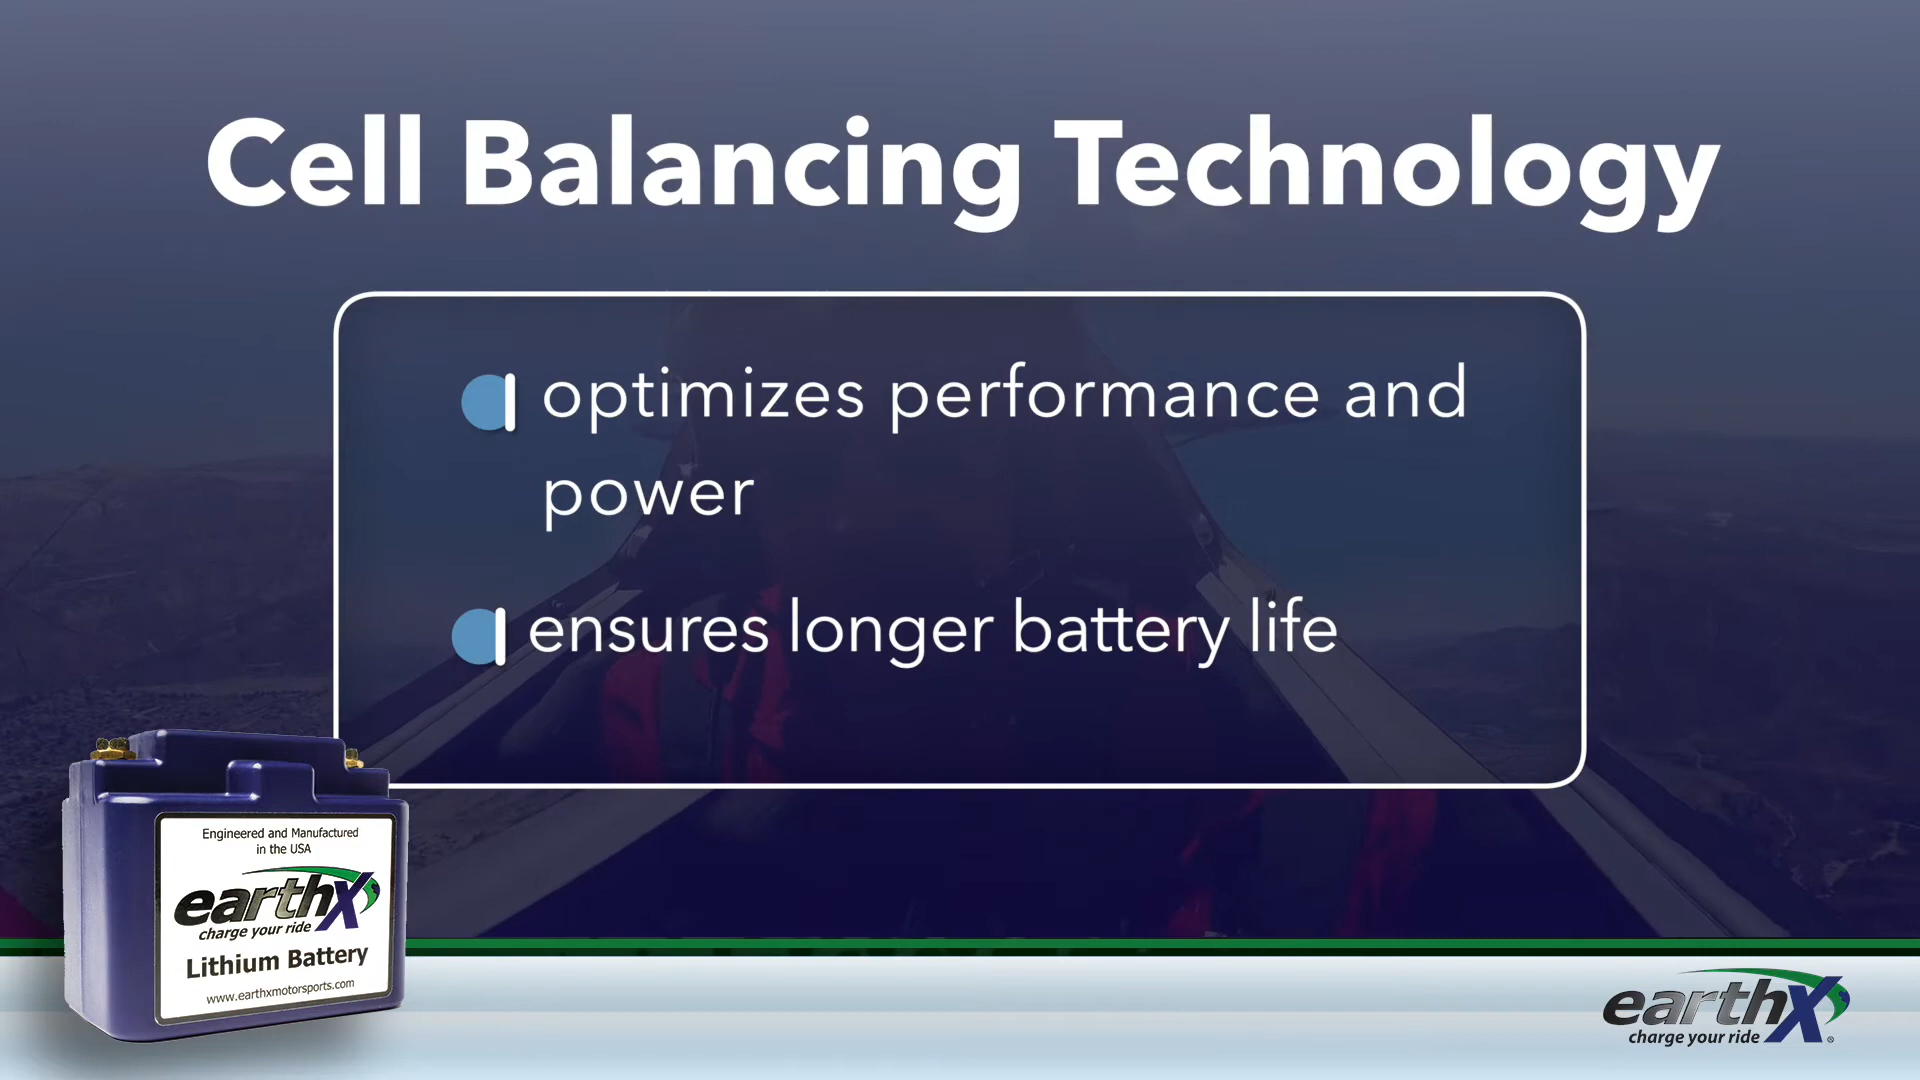 Cell Balancing Technology
optimizes performance and
power
ensures longer battery life
Engineered and Manufactured
in the USA
earthX
charge your ride
Lithium Battery
www.earthxmotorsports.com
earthX
charge your ride ®